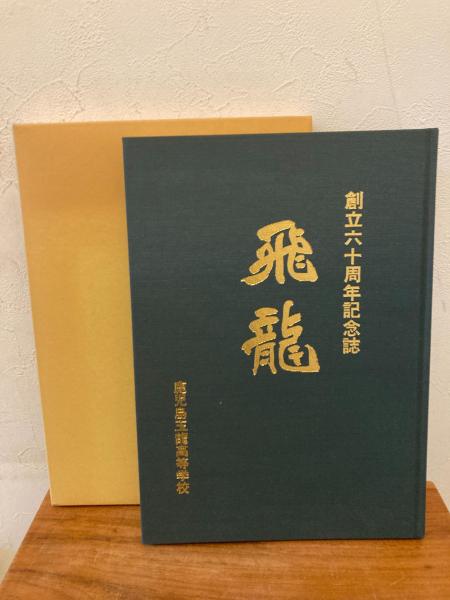 創立六十周年記念誌
飛龍
鹿児島玉龍高等学校